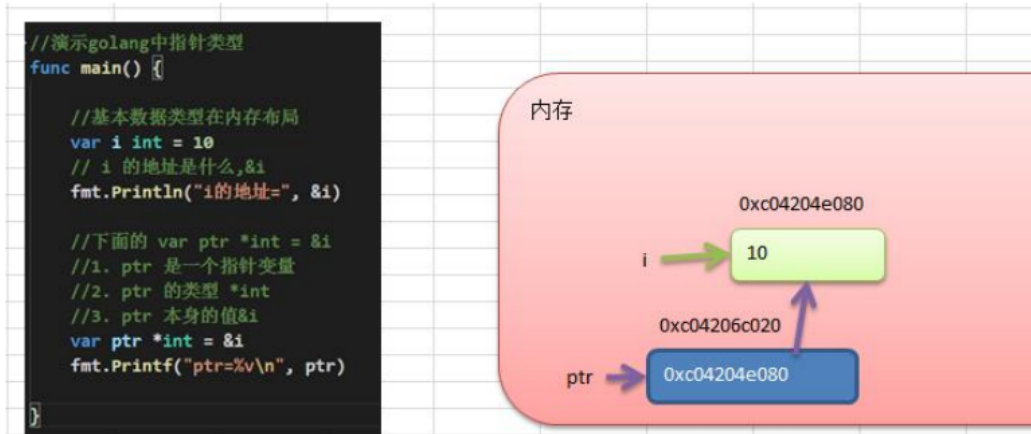 //演示golang中指针类型
func main() {
//基本数据类型在内存布局
var i int = 10
// i 的地址是什么,&i
fmt.Println("i的地址=", &i)
//下面的 var ptr *int = &i
//1. ptr 是一个指针变量
//2. ptr 的类型 *int
//3. ptr 本身的值&i
var ptr *int = &i
fmt.Printf("ptr=%v\n", ptr)
}
内存
0xc04204e080
i
10
0xc04206c020
ptr
0xc04204e080